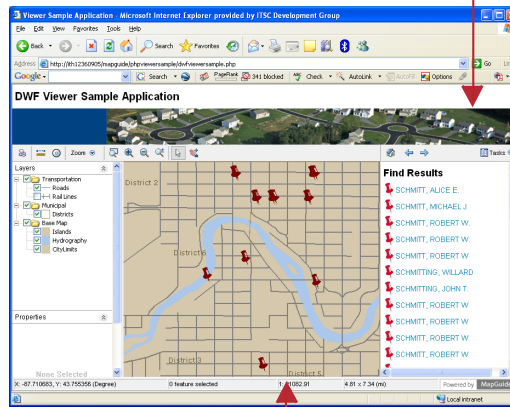 Viewer Sample Application - Microsoft Internet Explorer provided by ITSC Development Group
File Edit View Favorites Tools Help
Back Search Favorites
Address http://ith12360905/mapguide/phpviewersample/dwfviewersample.php Go Lin
Google Search PageRank 341 blocked Check AutoLink AutoFill Options
DWF Viewer Sample Application
Zoom Tasks
Layers
Transportation
Roads
Rail Lines
Municipal
Districts
Base Map
Islands
Hydrography
CityLimits
Properties
None Selected
District 2
District 6
District 3
District 5
Find Results
SCHMITT, ALICE E.
SCHMITT, MICHAEL J
SCHMITT, ROBERT W.
SCHMITT, ROBERT W.
SCHMITT, ROBERT W.
SCHMITTING, WILLARD
SCHMITTING, JOHN T.
SCHMITT, ROBERT W
SCHMITT, ROBERT W
SCHMITT, ROBERT W
SCHMITT, ROBERT W
X: -87.710683, Y: 43.755356 (Degree) 0 feature selected 4.81 x 7.34 (mi) Powered by MapGuide
Local intranet